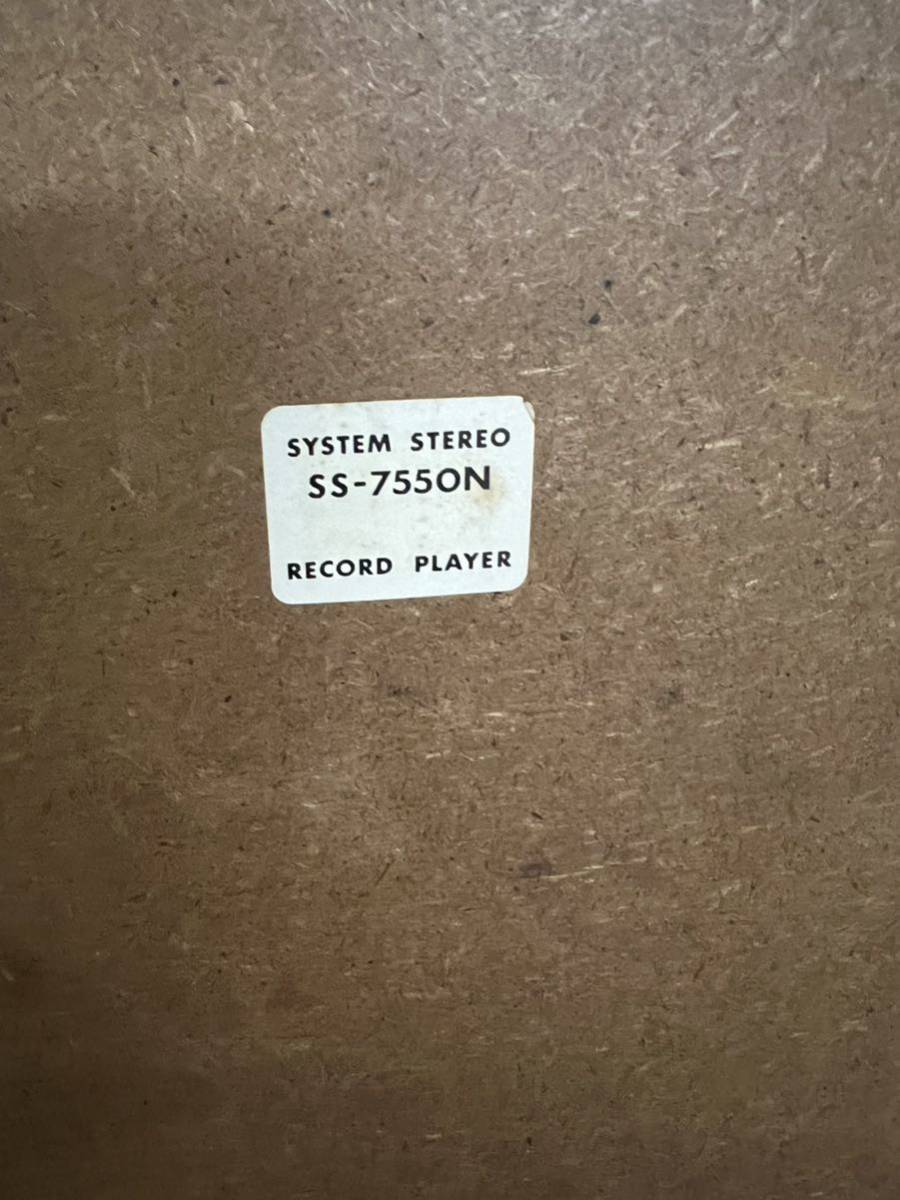 SYSTEM STEREO
SS-7550N
RECORD PLAYER